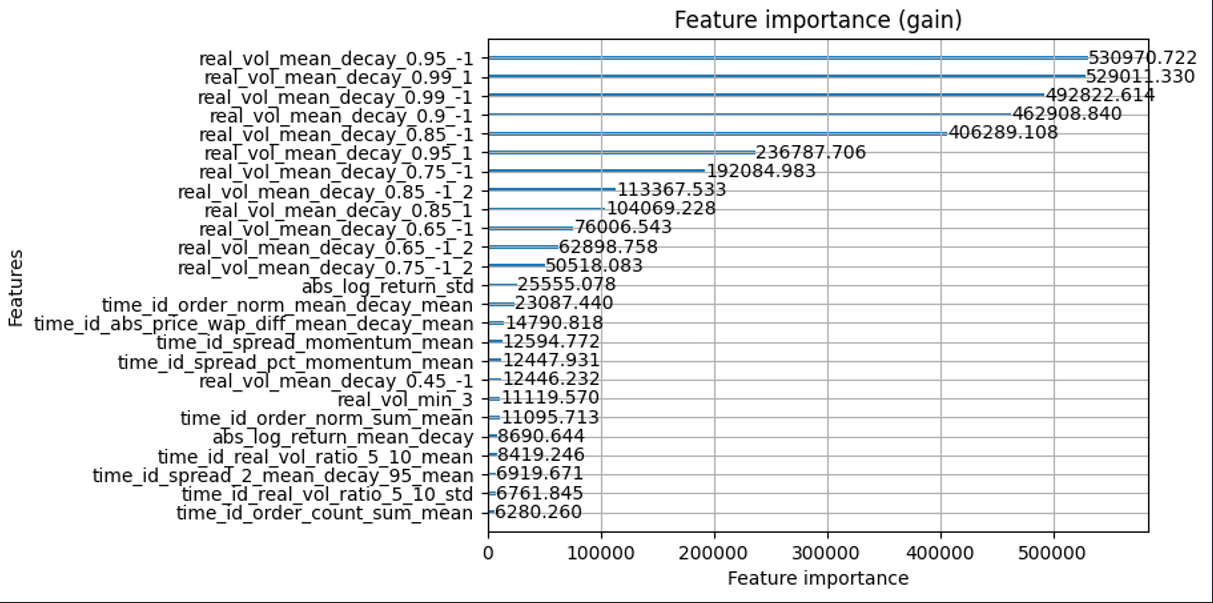 Feature importance (gain)
real_vol_mean_decay_0.95_-1 530970.722
real_vol_mean_decay_0.99_1 529011.330
real_vol_mean_decay_0.99_-1 492822.614
real_vol_mean_decay_0.9_-1 462908.840
real_vol_mean_decay_0.85_-1 406289.108
real_vol_mean_decay_0.95_1 236787.706
real_vol_mean_decay_0.75_-1 192084.983
real_vol_mean_decay_0.85_-1_2 113367.533
real_vol_mean_decay_0.85_1 104069.228
real_vol_mean_decay_0.65_-1 76006.543
real_vol_mean_decay_0.65_-1_2 62898.758
real_vol_mean_decay_0.75_-1_2 50518.083
abs_log_return_std 25555.078
time_id_order_norm_mean_decay_mean 23087.440
time_id_abs_price_wap_diff_mean_decay_mean 14790.818
time_id_spread_momentum_mean 12594.772
time_id_spread_pct_momentum_mean 12447.931
real_vol_mean_decay_0.45_-1 12446.232
real_vol_min_3 11119.570
time_id_order_norm_sum_mean 11095.713
abs_log_return_mean_decay 8690.644
time_id_real_vol_ratio_5_10_mean 8419.246
time_id_spread_2_mean_decay_95_mean 6919.671
time_id_real_vol_ratio_5_10_std 6761.845
time_id_order_count_sum_mean 6280.260
Features
0 100000 200000 300000 400000 500000
Feature importance